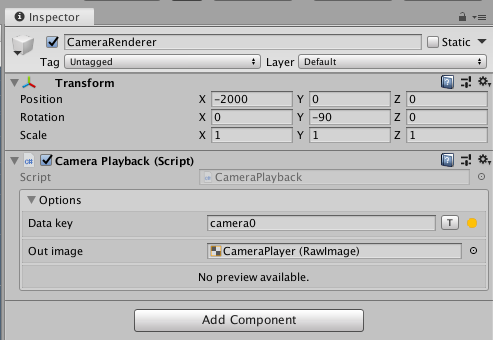 Inspector
CameraRenderer Static
Tag Untagged Layer Default
Transform
Position X -2000 Y 0 Z 0
Rotation X 0 Y -90 Z 0
Scale X 1 Y 1 Z 1
c# Camera Playback (Script)
Script c# CameraPlayback
Options
Data key camera0 T
Out image CameraPlayer (RawImage)
No preview available.
Add Component